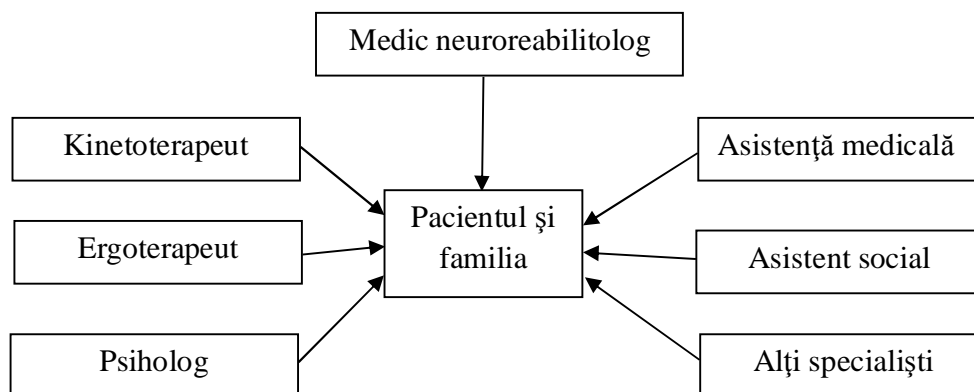 Medic neuroreabilitolog
Kinetoterapeut
Asistenţă medicală
Pacientul şi
familia
Ergoterapeut
Asistent social
Psiholog
Alţi specialişti